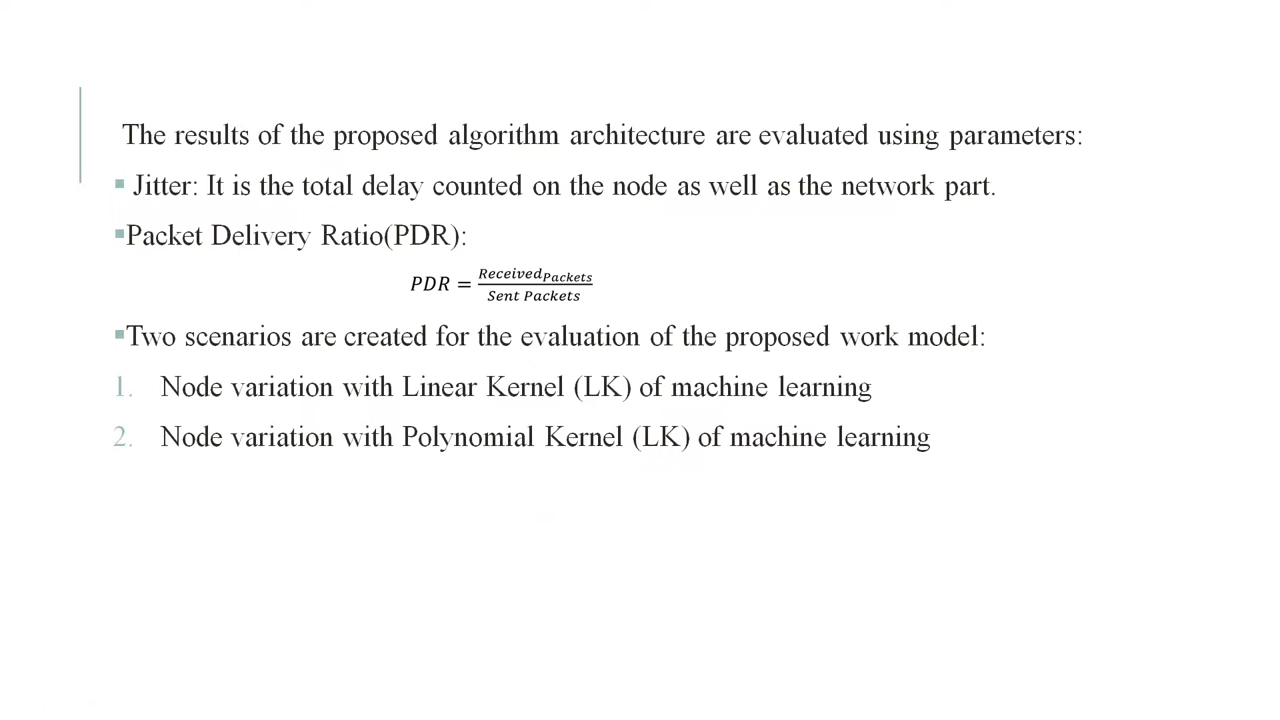 The results of the proposed algorithm architecture are evaluated using parameters:
▪ Jitter: It is the total delay counted on the node as well as the network part.
▪Packet Delivery Ratio(PDR):
PDR = Received_Packets / Sent Packets
▪Two scenarios are created for the evaluation of the proposed work model:
1. Node variation with Linear Kernel (LK) of machine learning
2. Node variation with Polynomial Kernel (LK) of machine learning